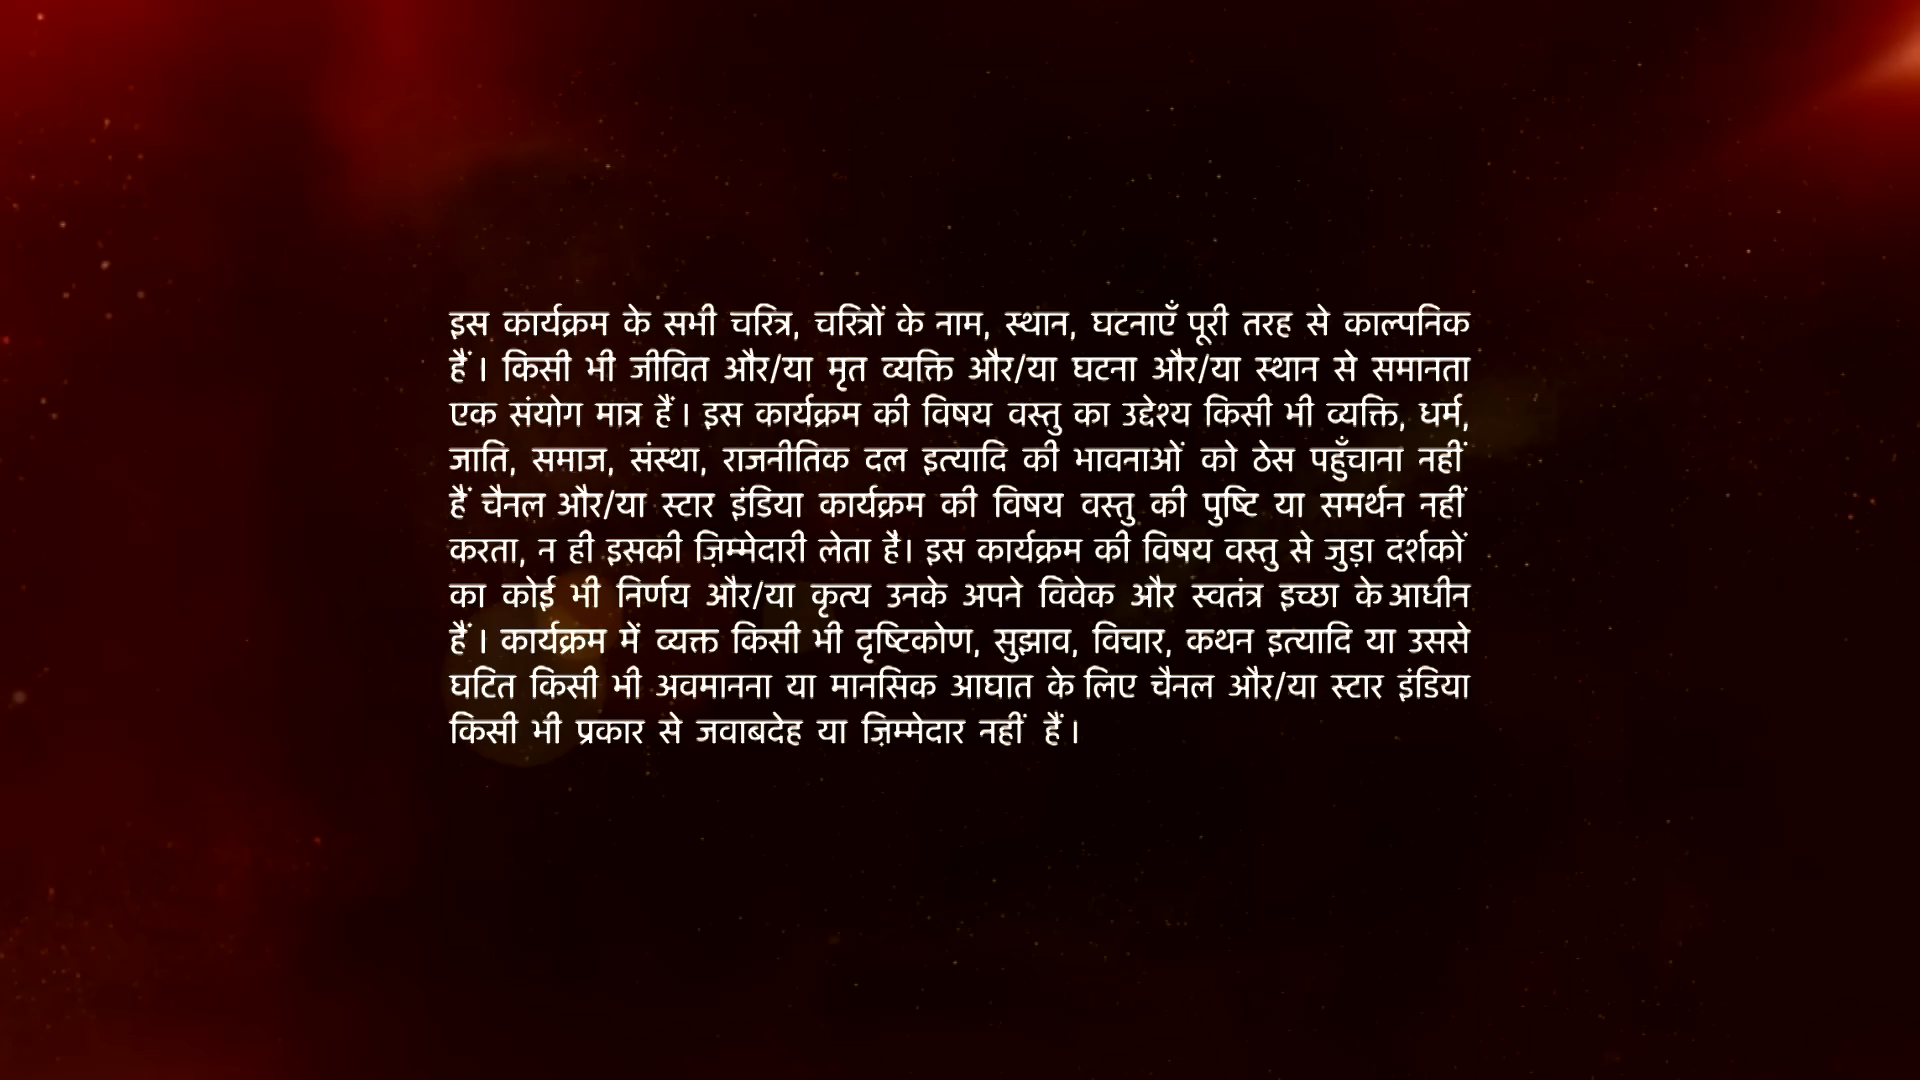 इस कार्यक्रम के सभी चरित्र, चरित्रों के नाम, स्थान, घटनाएँ पूरी तरह से काल्पनिक
हैं । किसी भी जीवित और/या मृत व्यक्ति और/या घटना और/या स्थान से समानता
एक संयोग मात्र हैं । इस कार्यक्रम की विषय वस्तु का उद्देश्य किसी भी व्यक्ति, धर्म,
जाति, समाज, संस्था, राजनीतिक दल इत्यादि की भावनाओं को ठेस पहुँचाना नहीं
हैं चैनल और/या स्टार इंडिया कार्यक्रम की विषय वस्तु की पुष्टि या समर्थन नहीं
करता, न ही इसकी ज़िम्मेदारी लेता है। इस कार्यक्रम की विषय वस्तु से जुड़ा दर्शकों
का कोई भी निर्णय और/या कृत्य उनके अपने विवेक और स्वतंत्र इच्छा के आधीन
हैं । कार्यक्रम में व्यक्त किसी भी दृष्टिकोण, सुझाव, विचार, कथन इत्यादि या उससे
घटित किसी भी अवमानना या मानसिक आघात के लिए चैनल और/या स्टार इंडिया
किसी भी प्रकार से जवाबदेह या ज़िम्मेदार नहीं हैं ।